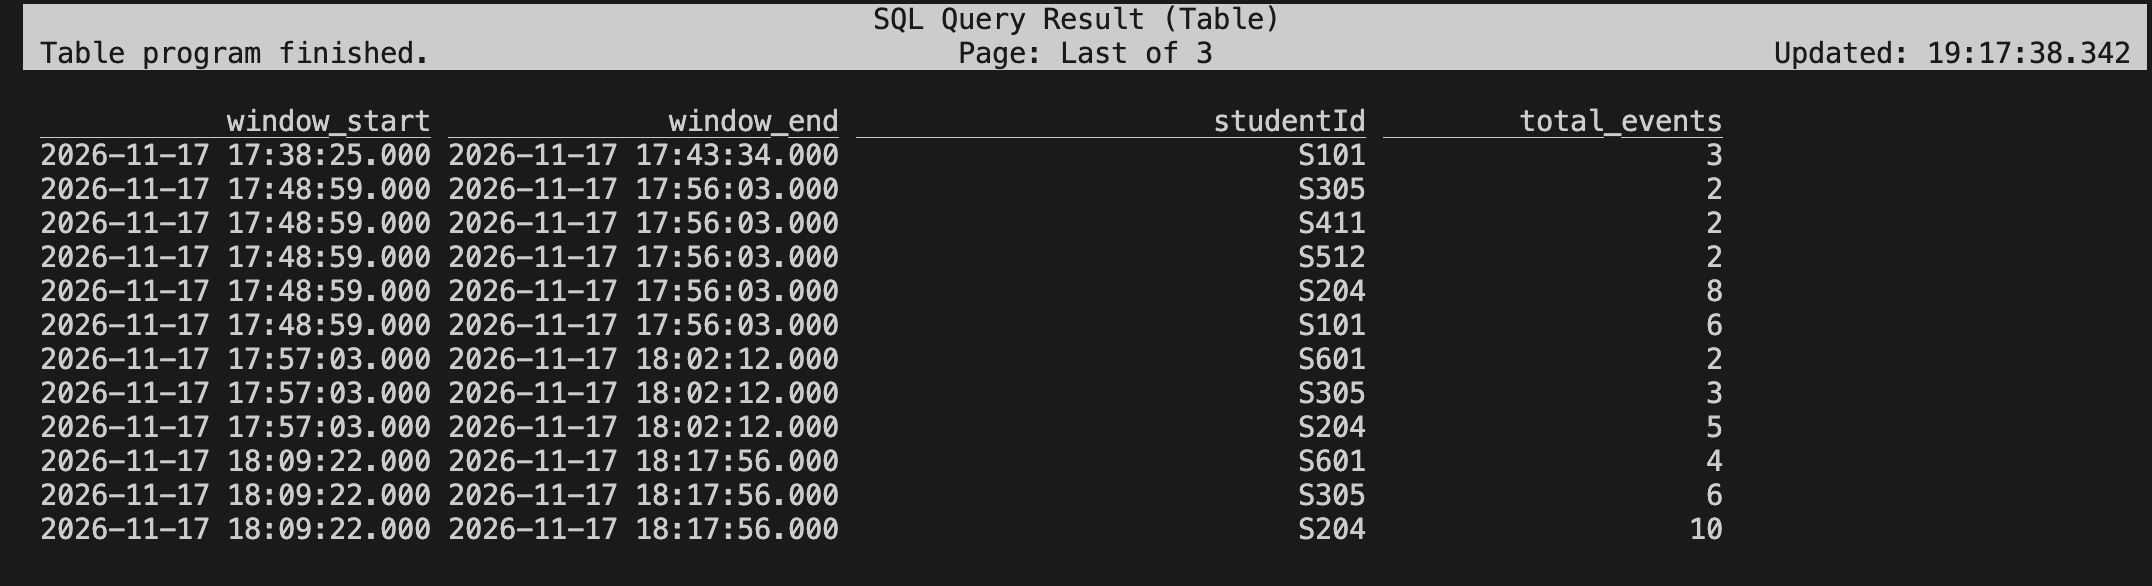 SQL Query Result (Table)
Table program finished. Page: Last of 3 Updated: 19:17:38.342
window_start window_end studentId total_events
2026-11-17 17:38:25.000 2026-11-17 17:43:34.000 S101 3
2026-11-17 17:48:59.000 2026-11-17 17:56:03.000 S305 2
2026-11-17 17:48:59.000 2026-11-17 17:56:03.000 S411 2
2026-11-17 17:48:59.000 2026-11-17 17:56:03.000 S512 2
2026-11-17 17:48:59.000 2026-11-17 17:56:03.000 S204 8
2026-11-17 17:48:59.000 2026-11-17 17:56:03.000 S101 6
2026-11-17 17:57:03.000 2026-11-17 18:02:12.000 S601 2
2026-11-17 17:57:03.000 2026-11-17 18:02:12.000 S305 3
2026-11-17 17:57:03.000 2026-11-17 18:02:12.000 S204 5
2026-11-17 18:09:22.000 2026-11-17 18:17:56.000 S601 4
2026-11-17 18:09:22.000 2026-11-17 18:17:56.000 S305 6
2026-11-17 18:09:22.000 2026-11-17 18:17:56.000 S204 10